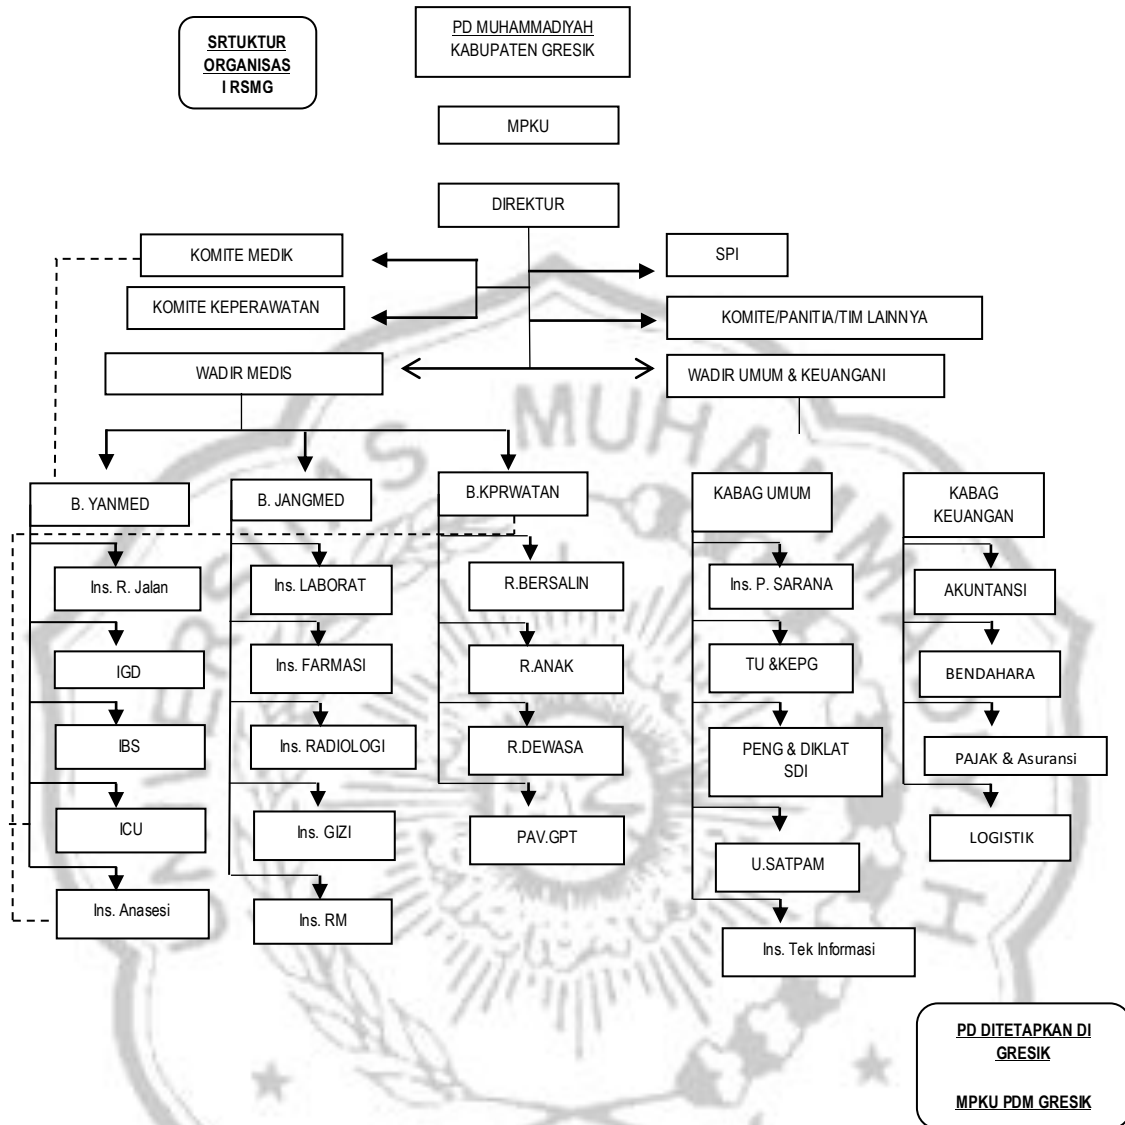 SRTUKTUR
ORGANISAS
I RSMG
PD MUHAMMADIYAH
KABUPATEN GRESIK
MPKU
DIREKTUR
KOMITE MEDIK
SPI
KOMITE KEPERAWATAN
KOMITE/PANITIA/TIM LAINNYA
WADIR MEDIS
WADIR UMUM & KEUANGANI
B. YANMED
B. JANGMED
B.KPRWATAN
KABAG UMUM
KABAG
KEUANGAN
Ins. R. Jalan
Ins. LABORAT
R.BERSALIN
Ins. P. SARANA
AKUNTANSI
IGD
Ins. FARMASI
R.ANAK
TU &KEPG
BENDAHARA
IBS
Ins. RADIOLOGI
R.DEWASA
PENG & DIKLAT
SDI
PAJAK & Asuransi
ICU
Ins. GIZI
PAV.GPT
U.SATPAM
LOGISTIK
Ins. Anasesi
Ins. RM
Ins. Tek Informasi
PD DITETAPKAN DI
GRESIK
MPKU PDM GRESIK
UNIVERSITAS MUHAMMADIYAH